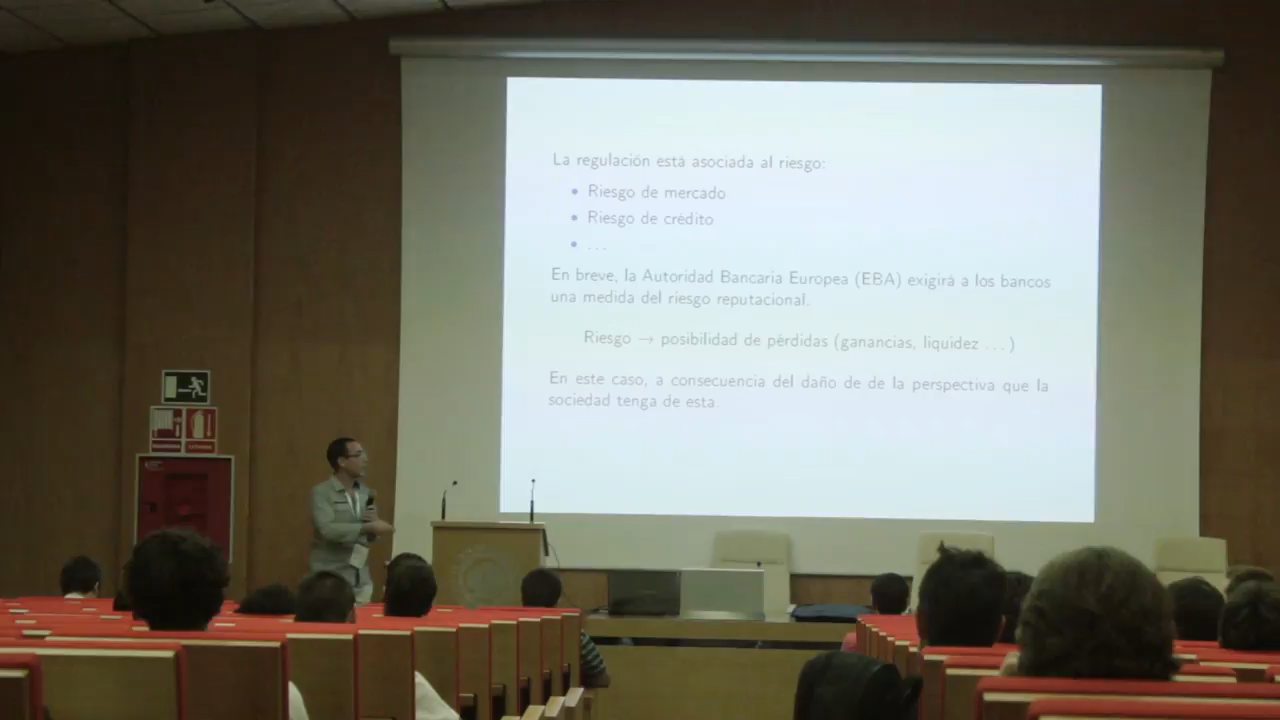 La regulación está asociada al riesgo:
• Riesgo de mercado
• Riesgo de crédito
• . . .
En breve, la Autoridad Bancaria Europea (EBA) exigirá a los bancos
una medida del riesgo reputacional.
Riesgo → posibilidad de pérdidas (ganancias, liquidez . . . )
En este caso, a consecuencia del daño de de la perspectiva que la
sociedad tenga de esta.